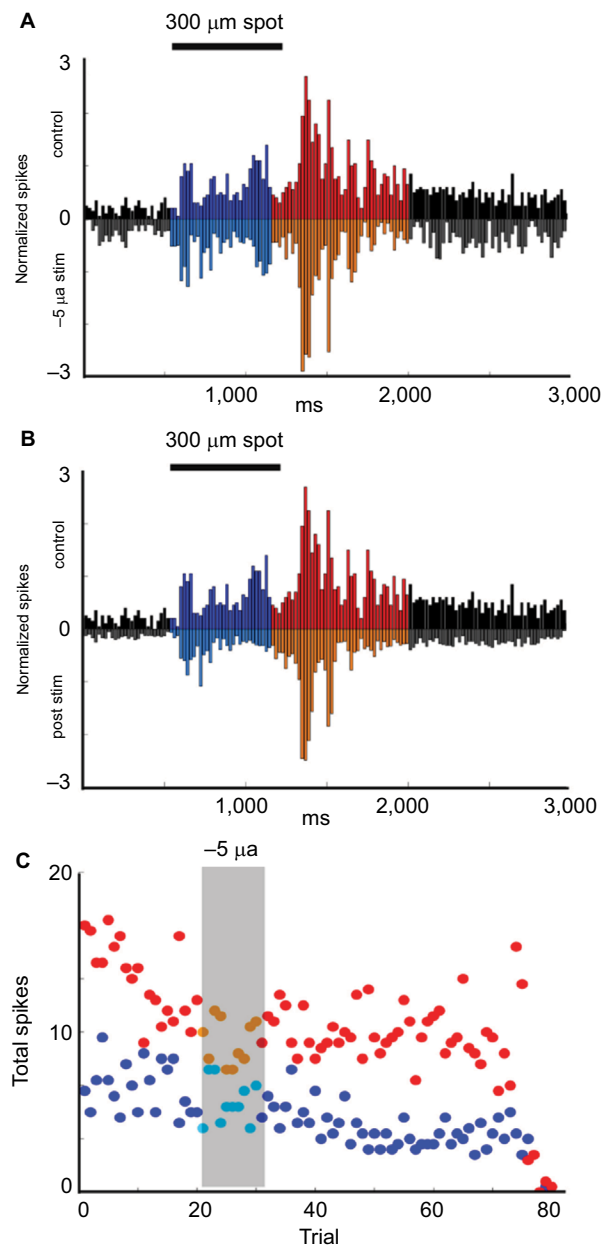 A
300 μm spot
3
control
Normalized spikes
0
–5 μa stim
–3
1,000
2,000
3,000
ms
B
300 μm spot
3
control
Normalized spikes
0
post stim
–3
1,000
2,000
3,000
ms
C
–5 μa
20
Total spikes
10
0
0
20
40
60
80
Trial